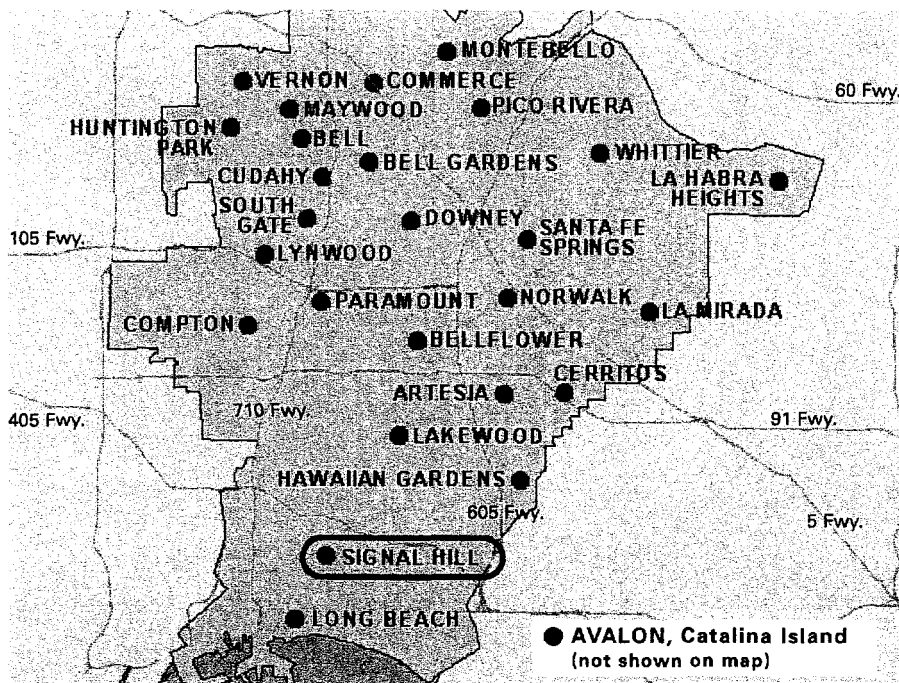 MONTEBELLO
VERNON
COMMERCE
60 Fwy.
MAYWOOD
PICO RIVERA
HUNTINGTON
PARK
BELL
WHITTIER
BELL GARDENS
CUDAHY
LA HABRA
HEIGHTS
SOUTH
GATE
DOWNEY
SANTA FE
SPRINGS
105 Fwy.
LYNWOOD
PARAMOUNT
NORWALK
LA MIRADA
COMPTON
BELLFLOWER
CERRITOS
ARTESIA
710 Fwy.
405 Fwy.
91 Fwy.
LAKEWOOD
HAWAIIAN GARDENS
605 Fwy.
5 Fwy.
SIGNAL HILL
LONG BEACH
AVALON, Catalina Island
(not shown on map)